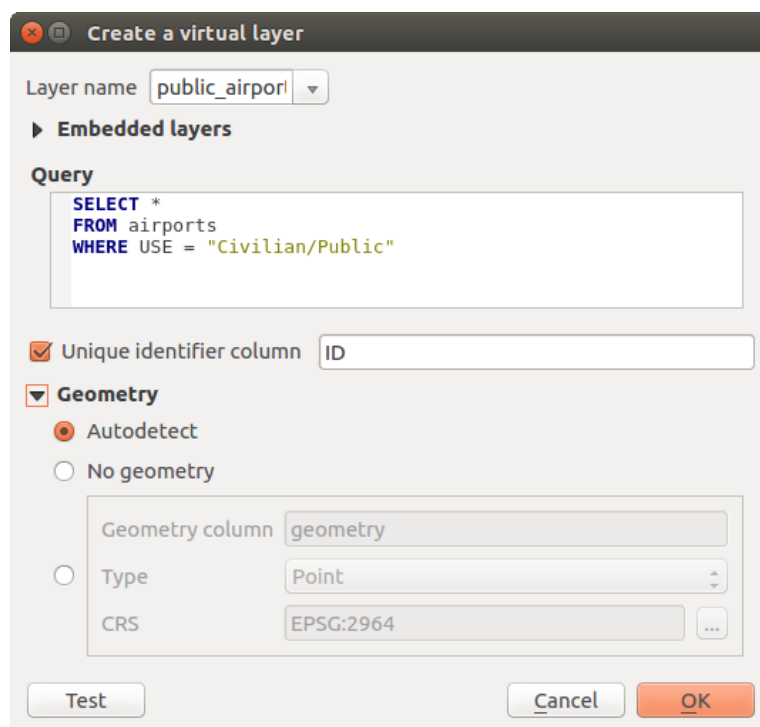 Create a virtual layer
Layer name public_airport
Embedded layers
Query
SELECT *
FROM airports
WHERE USE = "Civilian/Public"
Unique identifier column ID
Geometry
Autodetect
No geometry
Geometry column geometry
Type Point
CRS EPSG:2964 ...
Test Cancel OK